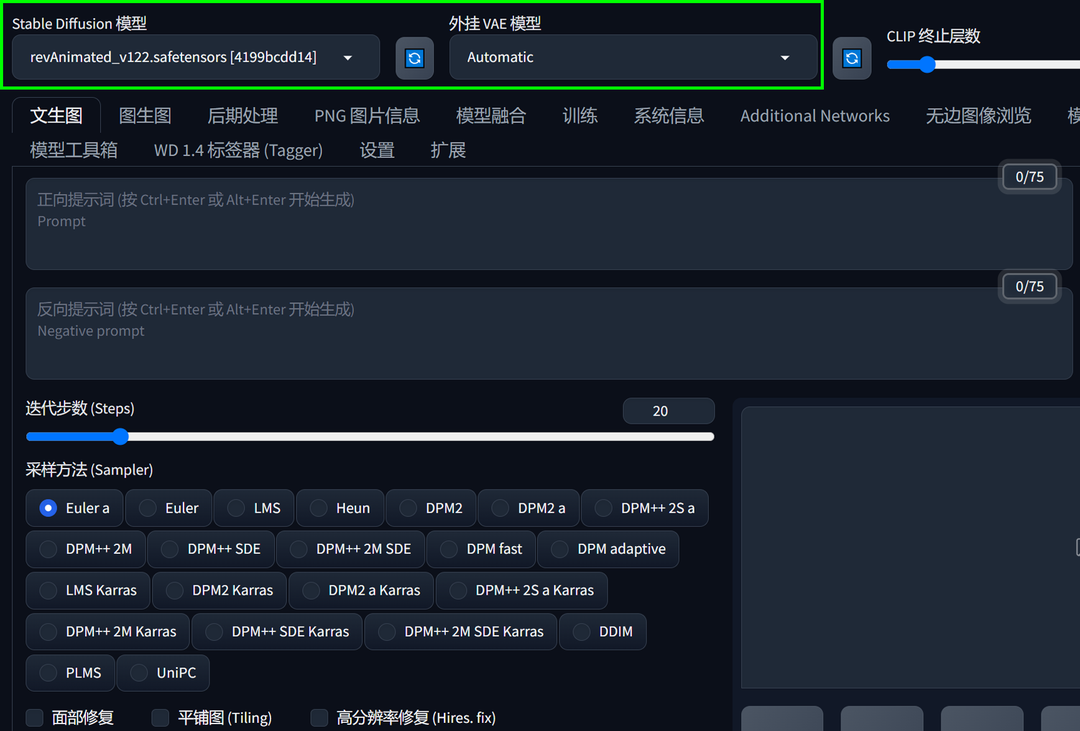 Stable Diffusion 模型
外挂 VAE 模型
CLIP 终止层数
revAnimated_v122.safetensors [4199bcdd14]
Automatic
文生图 图生图 后期处理 PNG 图片信息 模型融合 训练 系统信息 Additional Networks 无边图像浏览
模型工具箱 WD 1.4 标签器 (Tagger) 设置 扩展
0/75
正向提示词 (按 Ctrl+Enter 或 Alt+Enter 开始生成)
Prompt
0/75
反向提示词 (按 Ctrl+Enter 或 Alt+Enter 开始生成)
Negative prompt
迭代步数 (Steps)
20
采样方法 (Sampler)
Euler a Euler LMS Heun DPM2 DPM2 a DPM++ 2S a
DPM++ 2M DPM++ SDE DPM++ 2M SDE DPM fast DPM adaptive
LMS Karras DPM2 Karras DPM2 a Karras DPM++ 2S a Karras
DPM++ 2M Karras DPM++ SDE Karras DPM++ 2M SDE Karras DDIM
PLMS UniPC
面部修复 平铺图 (Tiling) 高分辨率修复 (Hires. fix)